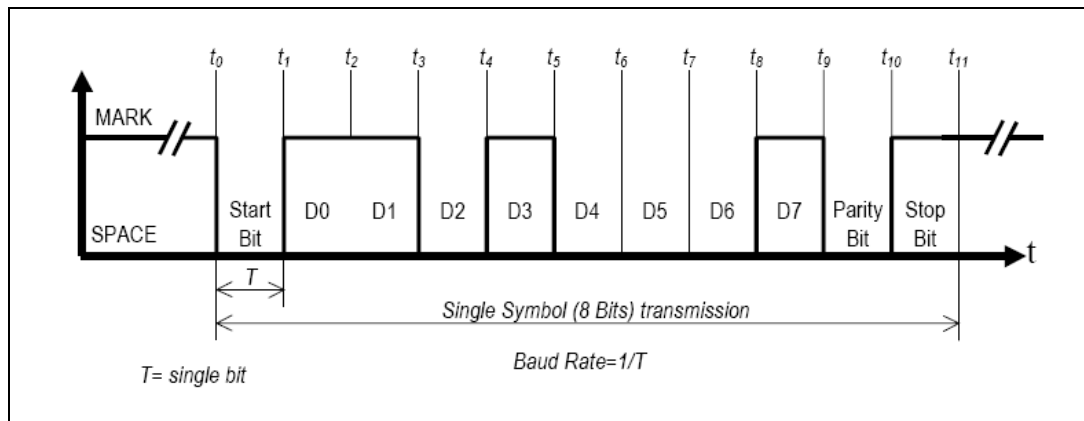 t0 t1 t2 t3 t4 t5 t6 t7 t8 t9 t10 t11
MARK
Start Bit D0 D1 D2 D3 D4 D5 D6 D7 Parity Bit Stop Bit
SPACE
t
T
Single Symbol (8 Bits) transmission
T= single bit
Baud Rate=1/T